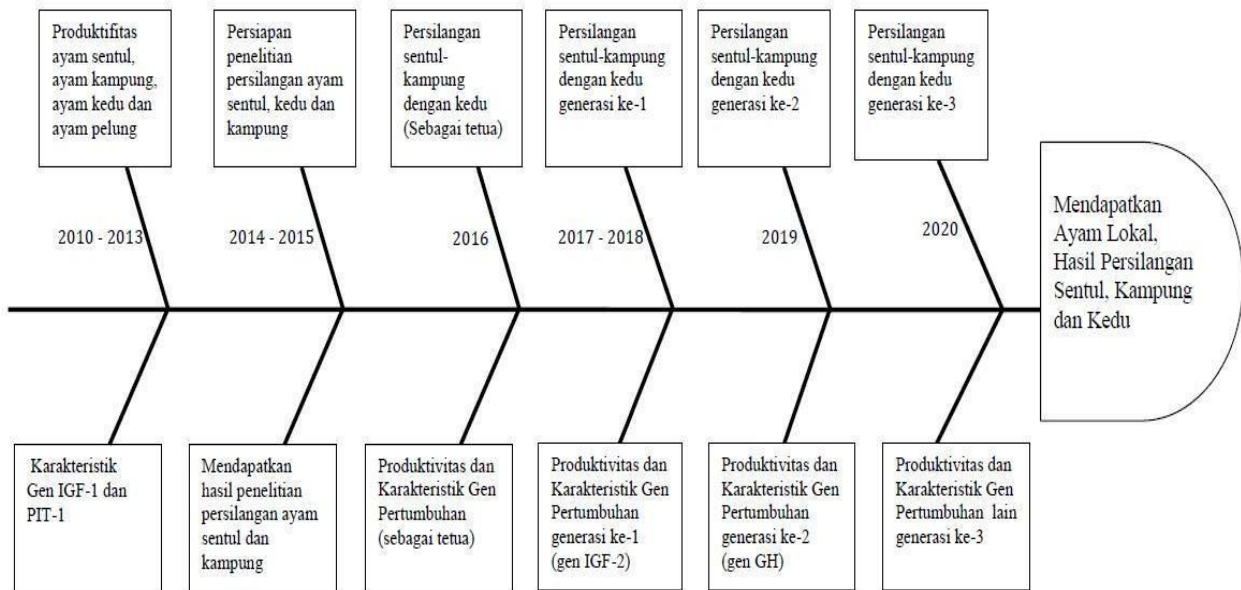 Produktifitas
ayam sentul,
ayam kampung,
ayam kedu dan
ayam pelung
Persiapan
penelitian
persilangan ayam
sentul, kedu dan
kampung
Persilangan
sentul-
kampung
dengan kedu
(Sebagai tetua)
Persilangan
sentul-kampung
dengan kedu
generasi ke-1
Persilangan
sentul-kampung
dengan kedu
generasi ke-2
Persilangan
sentul-kampung
dengan kedu
generasi ke-3
2010 - 2013
2014 - 2015
2016
2017 - 2018
2019
2020
Mendapatkan
Ayam Lokal,
Hasil Persilangan
Sentul, Kampung
dan Kedu
Karakteristik
Gen IGF-1 dan
PIT-1
Mendapatkan
hasil penelitian
persilangan ayam
sentul dan
kampung
Produktivitas dan
Karakteristik Gen
Pertumbuhan
(sebagai tetua)
Produktivitas dan
Karakteristik Gen
Pertumbuhan
generasi ke-1
(gen IGF-2)
Produktivitas dan
Karakteristik Gen
Pertumbuhan
generasi ke-2
(gen GH)
Produktivitas dan
Karakteristik Gen
Pertumbuhan lain
generasi ke-3